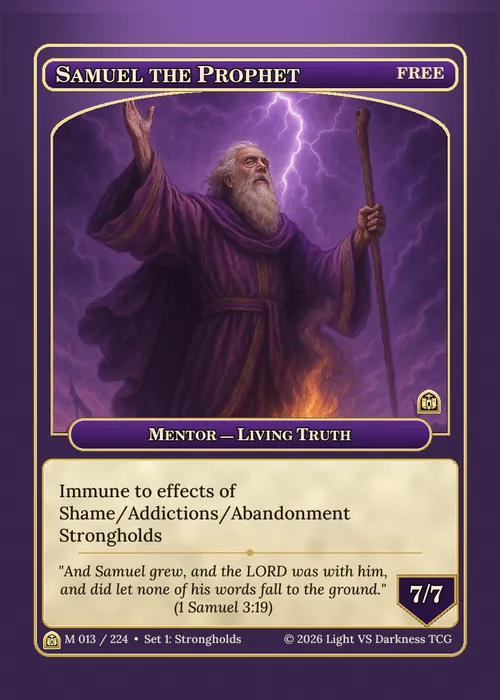 Samuel the Prophet FREE
Mentor — Living Truth
Immune to effects of
Shame/Addictions/Abandonment
Strongholds
"And Samuel grew, and the LORD was with him,
and did let none of his words fall to the ground."
(1 Samuel 3:19)
7/7
M 013 / 224 • Set 1: Strongholds © 2026 Light VS Darkness TCG